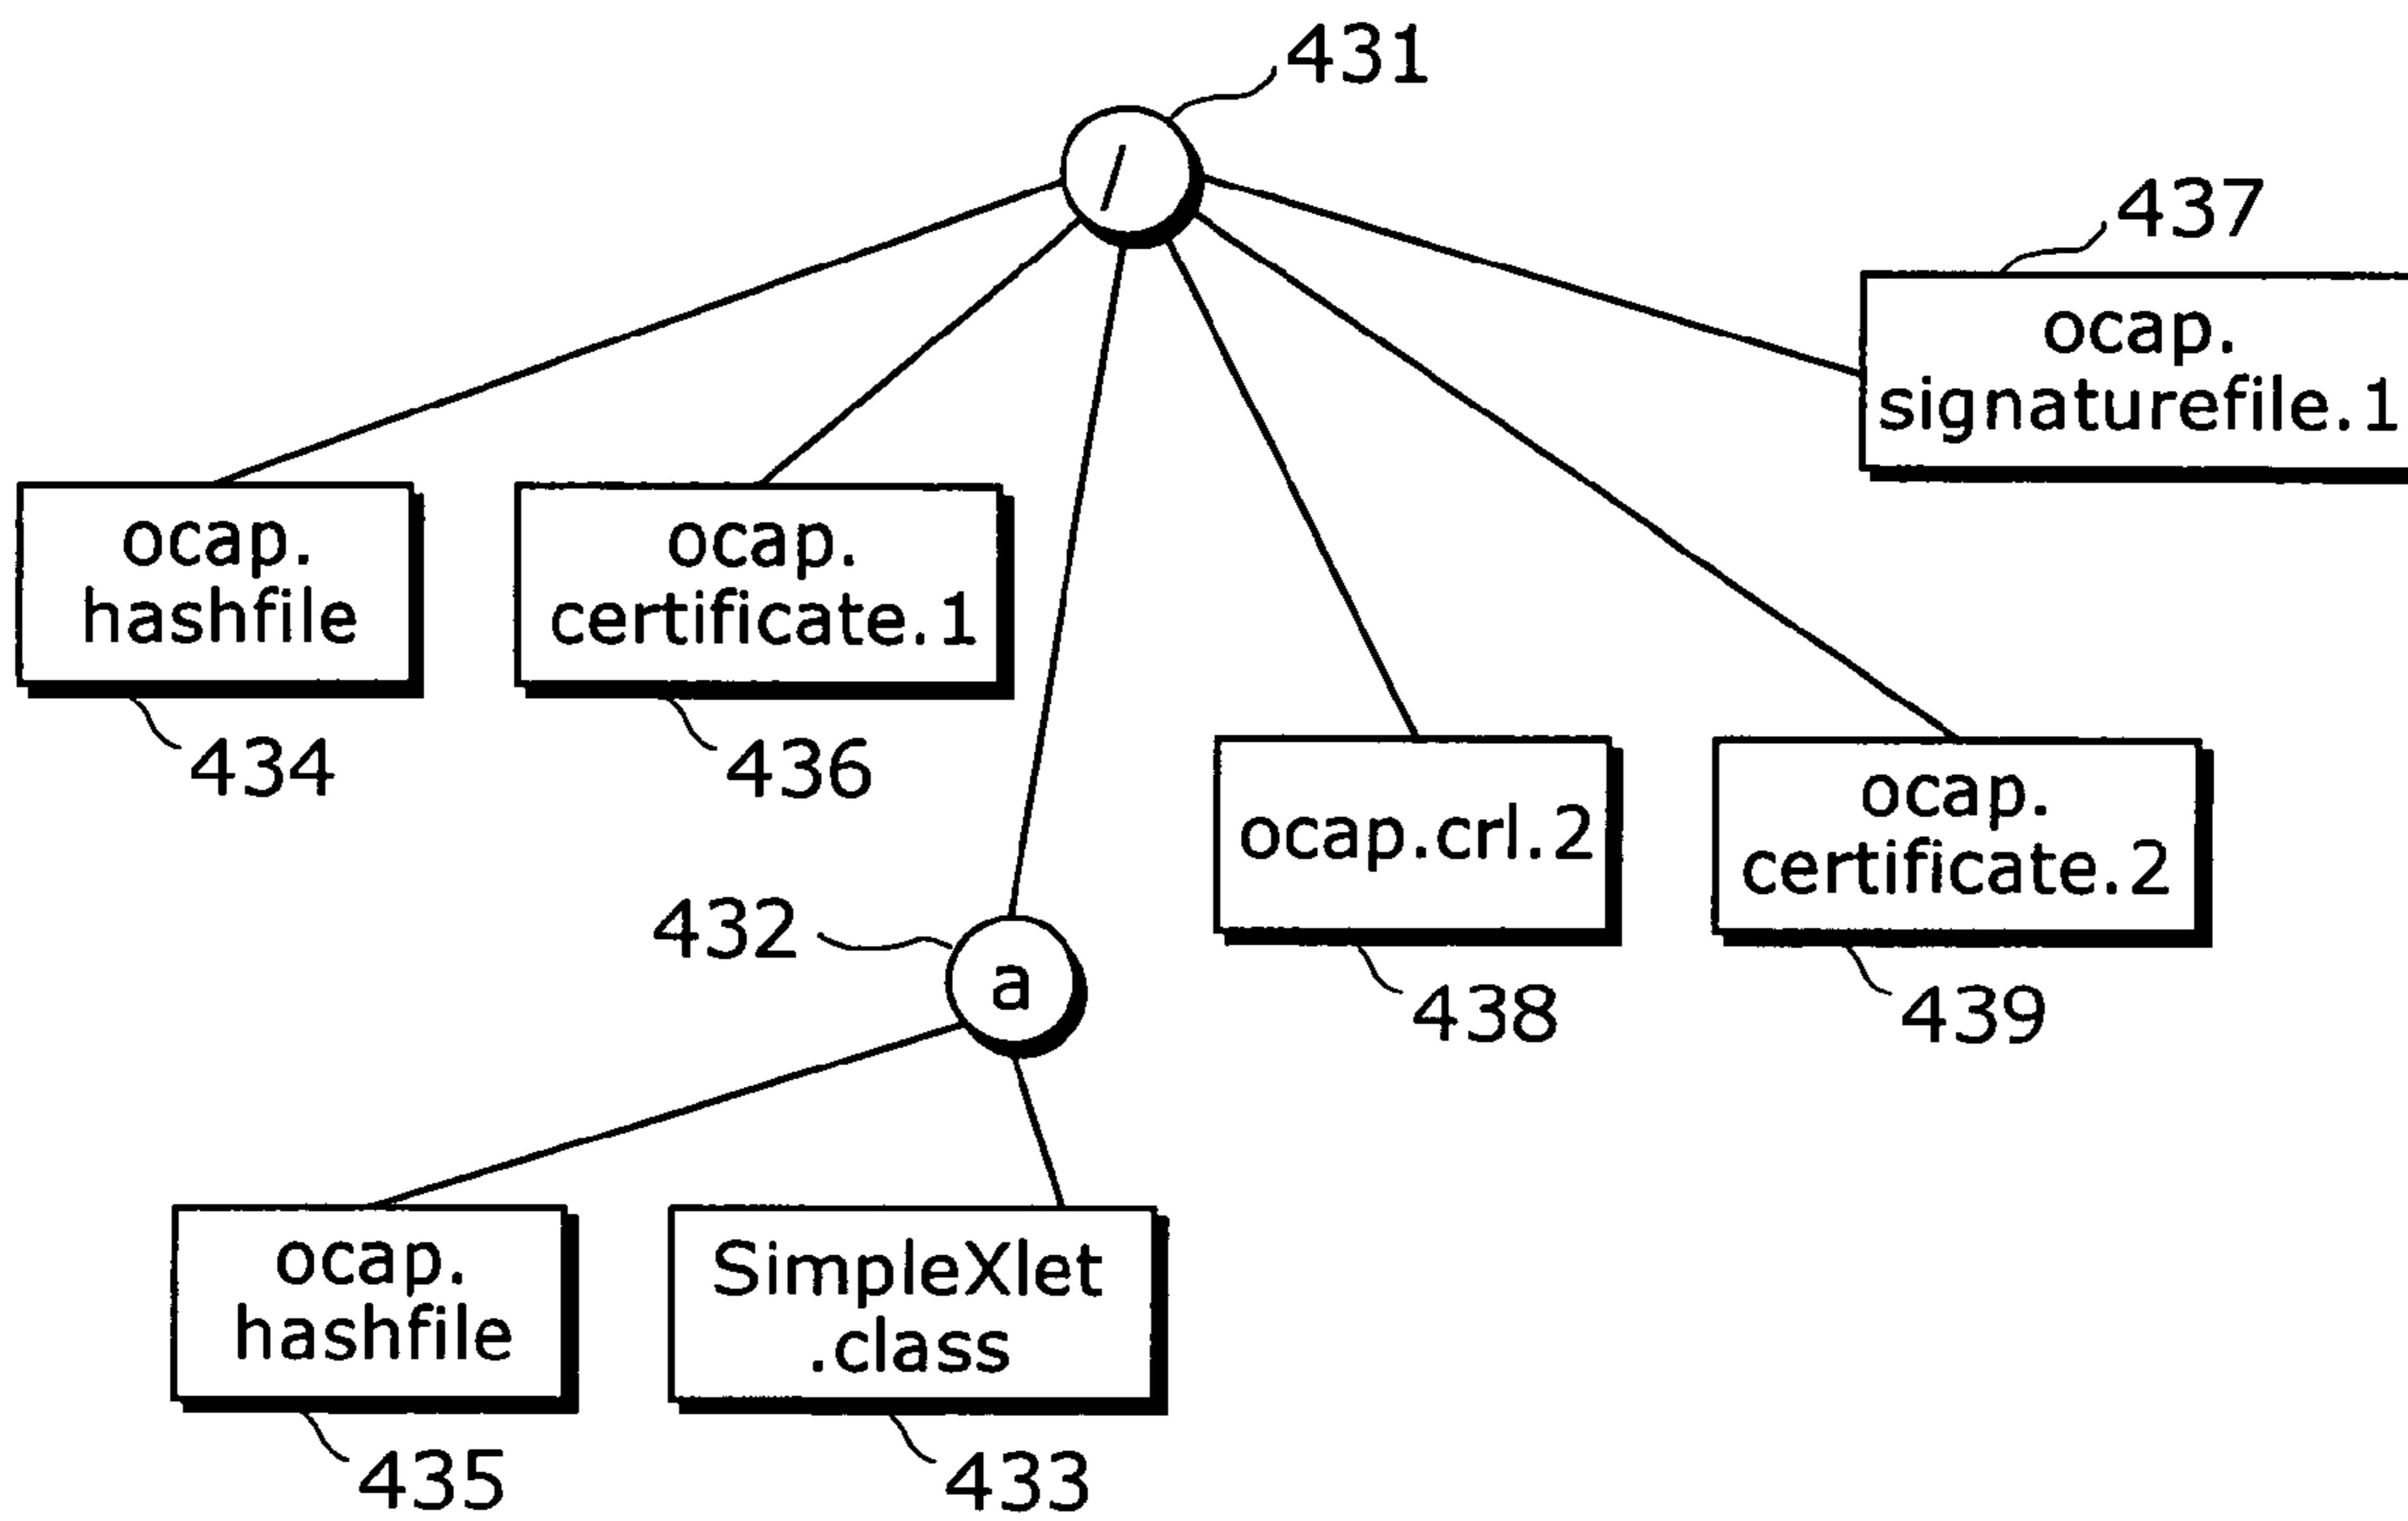 431
/
437
ocap.
signaturefile.1
ocap.
hashfile
ocap.
certificate.1
434
436
ocap.crl.2
ocap.
certificate.2
432
a
438
439
ocap.
hashfile
SimpleXlet
.class
435
433